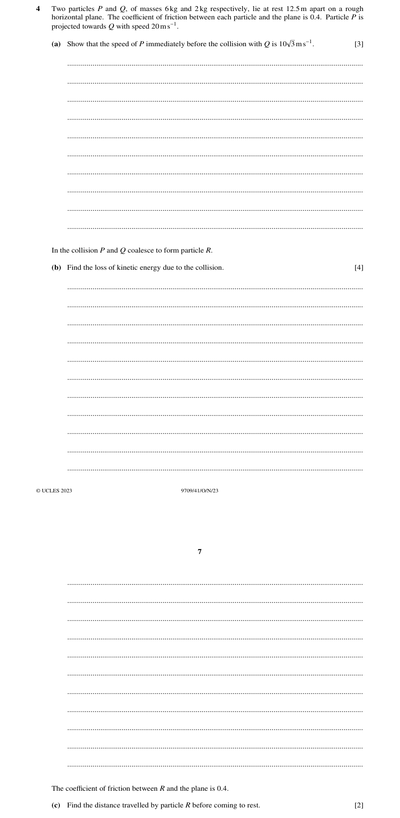 4 Two particles P and Q, of masses 6 kg and 2 kg respectively, lie at rest 12.5 m apart on a rough
horizontal plane. The coefficient of friction between each particle and the plane is 0.4. Particle P is
projected towards Q with speed 20 m s⁻¹.
(a) Show that the speed of P immediately before the collision with Q is 10√3 m s⁻¹. [3]
In the collision P and Q coalesce to form particle R.
(b) Find the loss of kinetic energy due to the collision. [4]
© UCLES 2023 9709/41/O/N/23
7
The coefficient of friction between R and the plane is 0.4.
(c) Find the distance travelled by particle R before coming to rest. [2]